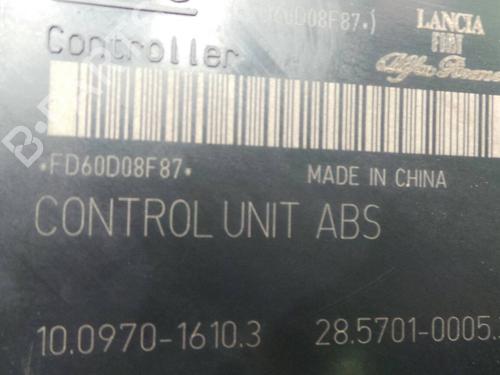 60D08F87.)
LANCIA
FIAT
Alfa Romeo
Controller
*FD60D08F87*
MADE IN CHINA
CONTROL UNIT ABS
10.0970-1610.3
28.5701-0005.